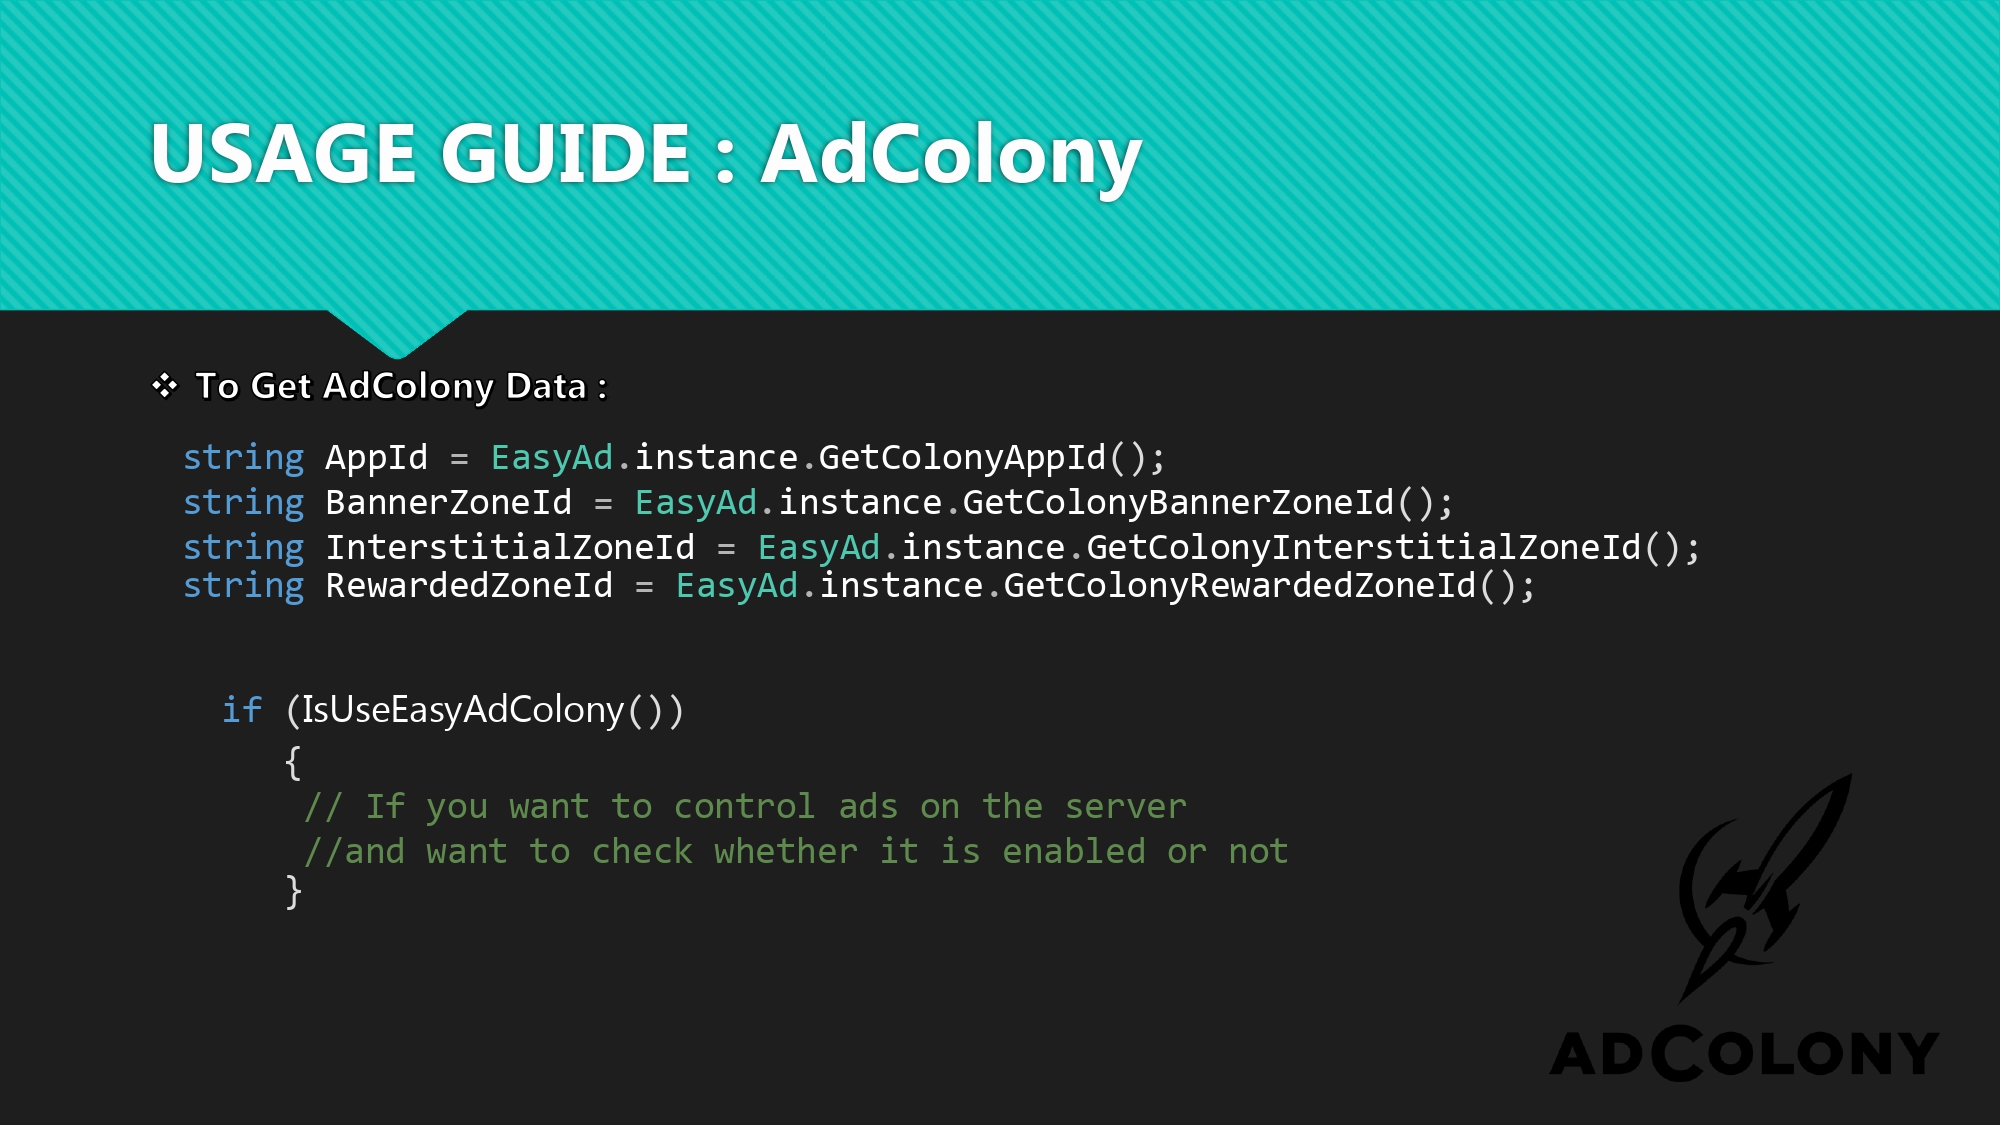 USAGE GUIDE : AdColony
❖ To Get AdColony Data :
string AppId = EasyAd.instance.GetColonyAppId();
string BannerZoneId = EasyAd.instance.GetColonyBannerZoneId();
string InterstitialZoneId = EasyAd.instance.GetColonyInterstitialZoneId();
string RewardedZoneId = EasyAd.instance.GetColonyRewardedZoneId();
if (IsUseEasyAdColony())
{
// If you want to control ads on the server
//and want to check whether it is enabled or not
}
ADCOLONY